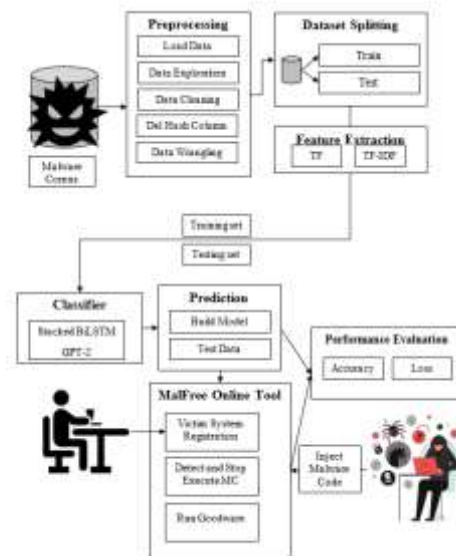 Preprocessing
Load Data
Data Exploration
Data Cleaning
Del Hash Column
Data Wrangling
Malware
Corpus
Dataset Splitting
Train
Test
Feature Extraction
TF
TF-IDF
Training set
Testing set
Classifier
Stacked BiLSTM
GPT-2
Prediction
Build Model
Test Data
Performance Evaluation
Accuracy
Loss
MalFree Online Tool
Victim System
Registration
Detect and Stop
Execute MC
Run Goodware
Inject
Malware
Code